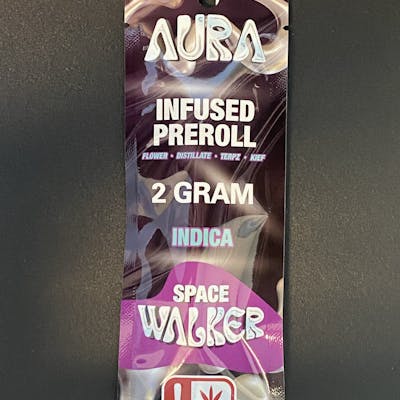 AURA
INFUSED
PREROLL
FLOWER • DISTILLATE • TERPZ • KIEF
2 GRAM
INDICA
SPACE
WALKER